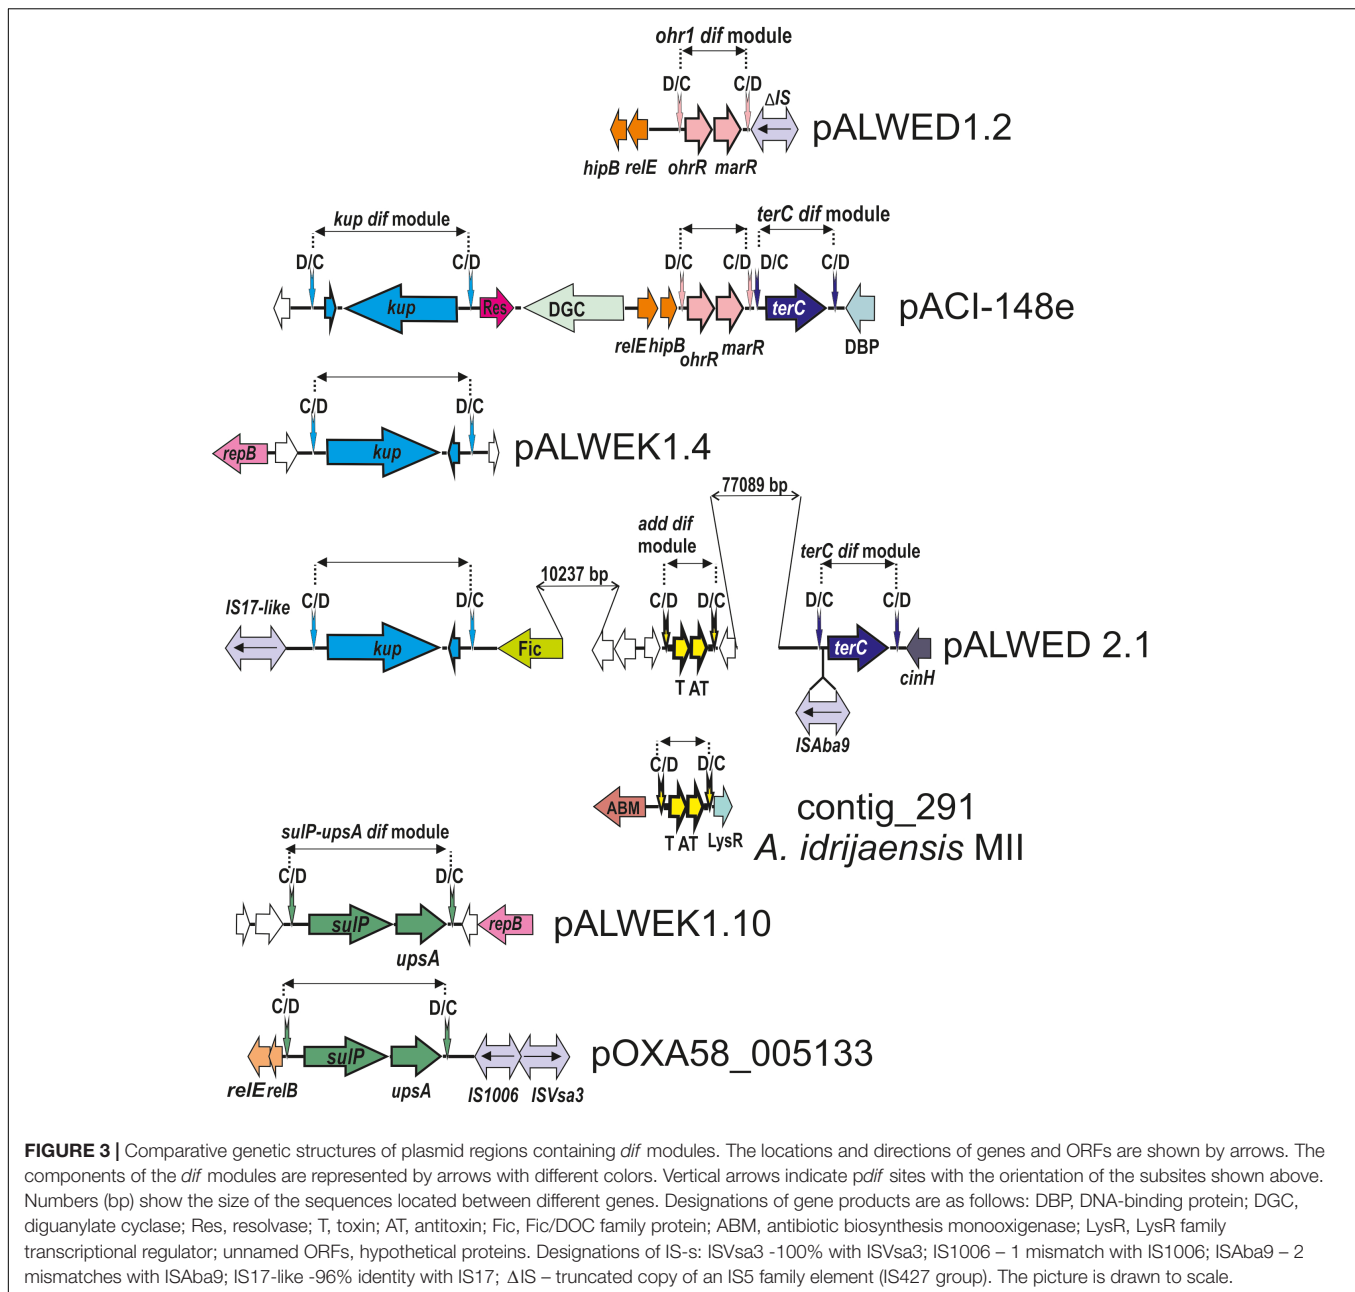 ohr1 dif module
D/C C/D
ΔIS
pALWED1.2
hipB relE ohrR marR
kup dif module
terC dif module
D/C C/D D/C C/D D/C C/D
kup Res DGC terC
pACI-148e
relE hipB ohrR marR DBP
C/D D/C
repB kup
pALWEK1.4
77089 bp
add dif
module
terC dif module
10237 bp
IS17-like C/D D/C C/D D/C D/C C/D
kup Fic terC
pALWED 2.1
T AT cinH
ISAba9
C/D D/C
ABM
T AT LysR
contig_291
A. idrijaensis MII
sulP-upsA dif module
C/D D/C
sulP repB
pALWEK1.10
upsA
C/D D/C
sulP
pOXA58_005133
relE relB upsA IS1006 ISVsa3
FIGURE 3 | Comparative genetic structures of plasmid regions containing dif modules. The locations and directions of genes and ORFs are shown by arrows. The
components of the dif modules are represented by arrows with different colors. Vertical arrows indicate pdif sites with the orientation of the subsites shown above.
Numbers (bp) show the size of the sequences located between different genes. Designations of gene products are as follows: DBP, DNA-binding protein; DGC,
diguanylate cyclase; Res, resolvase; T, toxin; AT, antitoxin; Fic, Fic/DOC family protein; ABM, antibiotic biosynthesis monooxigenase; LysR, LysR family
transcriptional regulator; unnamed ORFs, hypothetical proteins. Designations of IS-s: ISVsa3 -100% with ISVsa3; IS1006 – 1 mismatch with IS1006; ISAba9 – 2
mismatches with ISAba9; IS17-like -96% identity with IS17; ΔIS – truncated copy of an IS5 family element (IS427 group). The picture is drawn to scale.